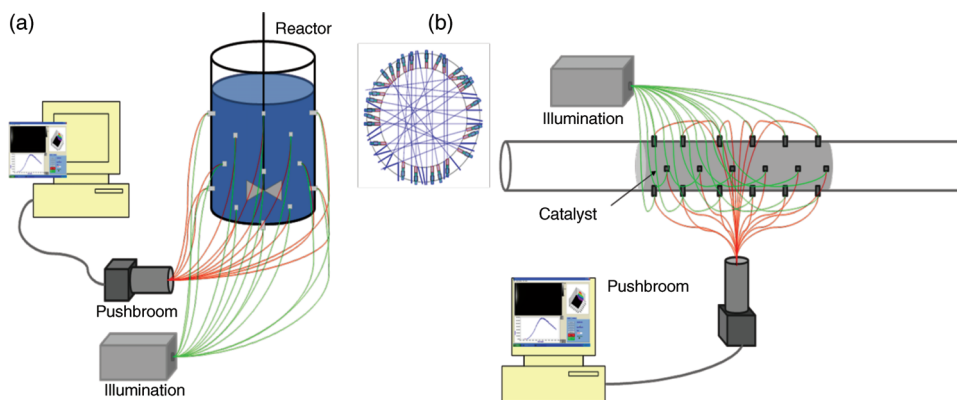 (a)
Reactor
Pushbroom
Illumination
(b)
Illumination
Catalyst
Pushbroom